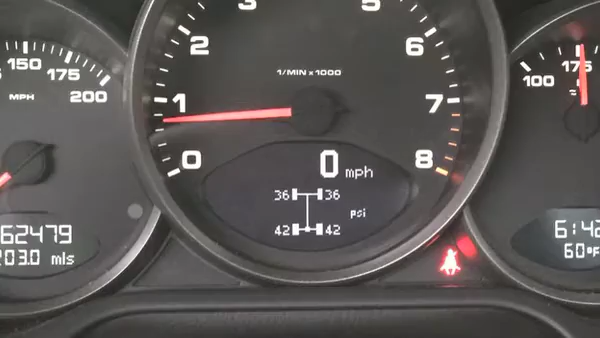 150
175
200
MPH
62479
203.0 mls
0
1
2
3
5
6
7
8
1/MIN x 1000
0 mph
36 36
psi
42 42
100
175
6:42
60°F